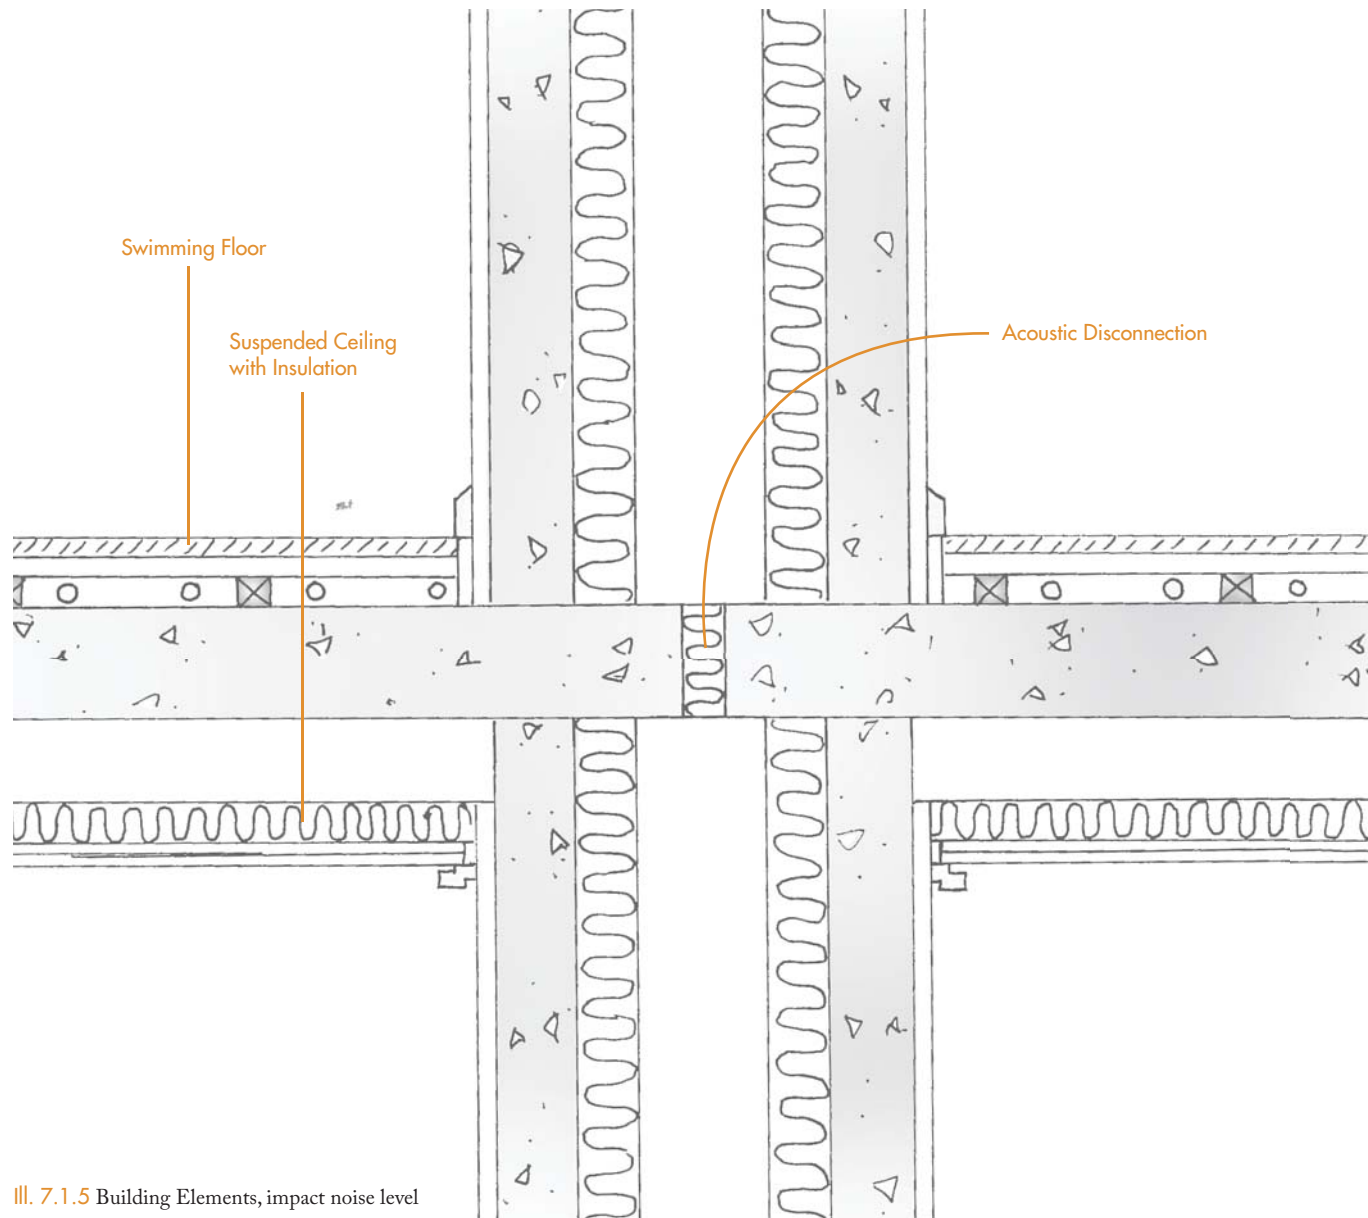 Swimming Floor
Suspended Ceiling
with Insulation
Acoustic Disconnection
Ill. 7.1.5 Building Elements, impact noise level